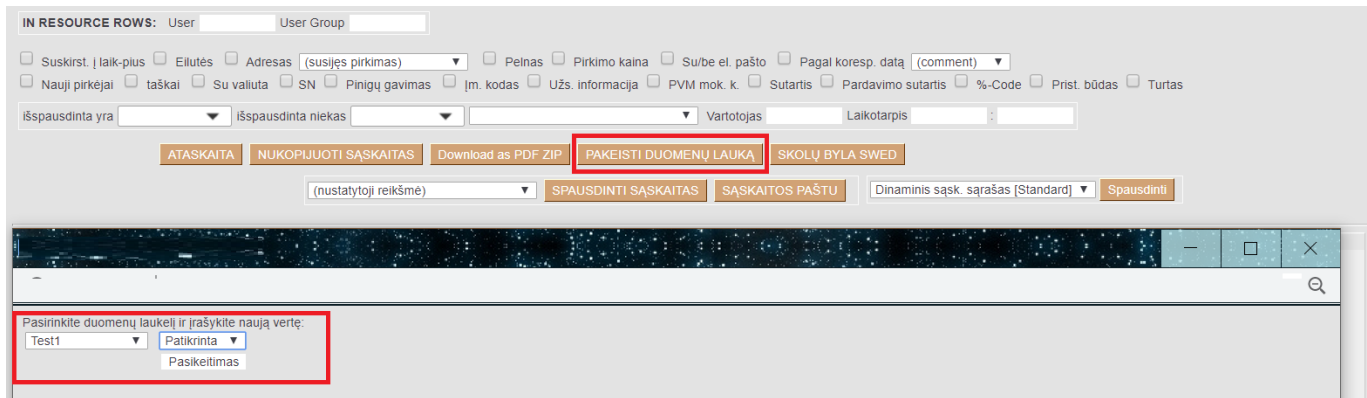 IN RESOURCE ROWS: User User Group
Suskirst. į laik-pius Eilutės Adresas (susijęs pirkimas) Pelnas Pirkimo kaina Su/be el. pašto Pagal koresp. datą (comment)
Nauji pirkėjai taškai Su valiuta SN Pinigų gavimas Įm. kodas Užs. informacija PVM mok. k. Sutartis Pardavimo sutartis %-Code Prist. būdas Turtas
išspausdinta yra išspausdinta niekas Vartotojas Laikotarpis :
ATASKAITA NUKOPIJUOTI SĄSKAITAS Download as PDF ZIP PAKEISTI DUOMENŲ LAUKĄ SKOLŲ BYLA SWED
(nustatytoji reikšmė) SPAUSDINTI SĄSKAITAS SĄSKAITOS PAŠTU Dinaminis sąsk. sąrašas [Standard] Spausdinti
Pasirinkite duomenų laukelį ir įrašykite naują vertę:
Test1 Patikrinta
Pasikeitimas